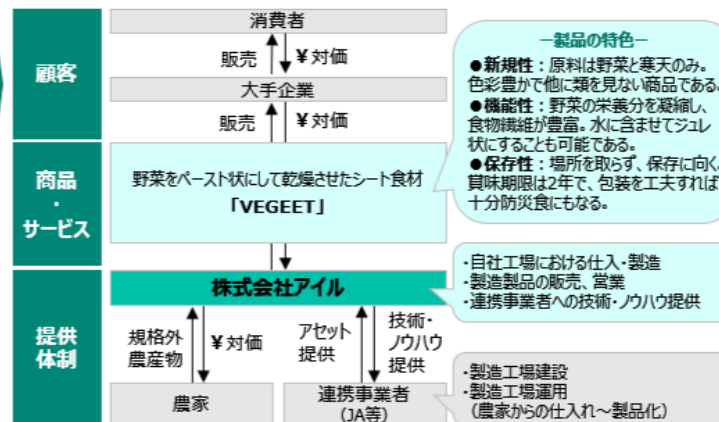 消費者
販売
¥対価
顧客
大手企業
販売
¥対価
ー製品の特色ー
●新規性：原料は野菜と寒天のみ。
色彩豊かで他に類を見ない商品である。
●機能性：野菜の栄養分を凝縮し、
食物繊維が豊富。水に含ませてジュレ
状にすることも可能である。
●保存性：場所を取らず、保存に向く。
賞味期限は2年で、包装を工夫すれば
十分防災食にもなる。
商品
・
サービス
野菜をペースト状にして乾燥させたシート食材
「VEGEET」
株式会社アイル
・自社工場における仕入・製造
・製造製品の販売、営業
・連携事業者への技術・ノウハウ提供
提供
体制
規格外
農産物
¥対価
アセット
提供
技術・
ノウハウ
提供
農家
連携事業者
（JA等）
・製造工場建設
・製造工場運用
（農家からの仕入れ～製品化）